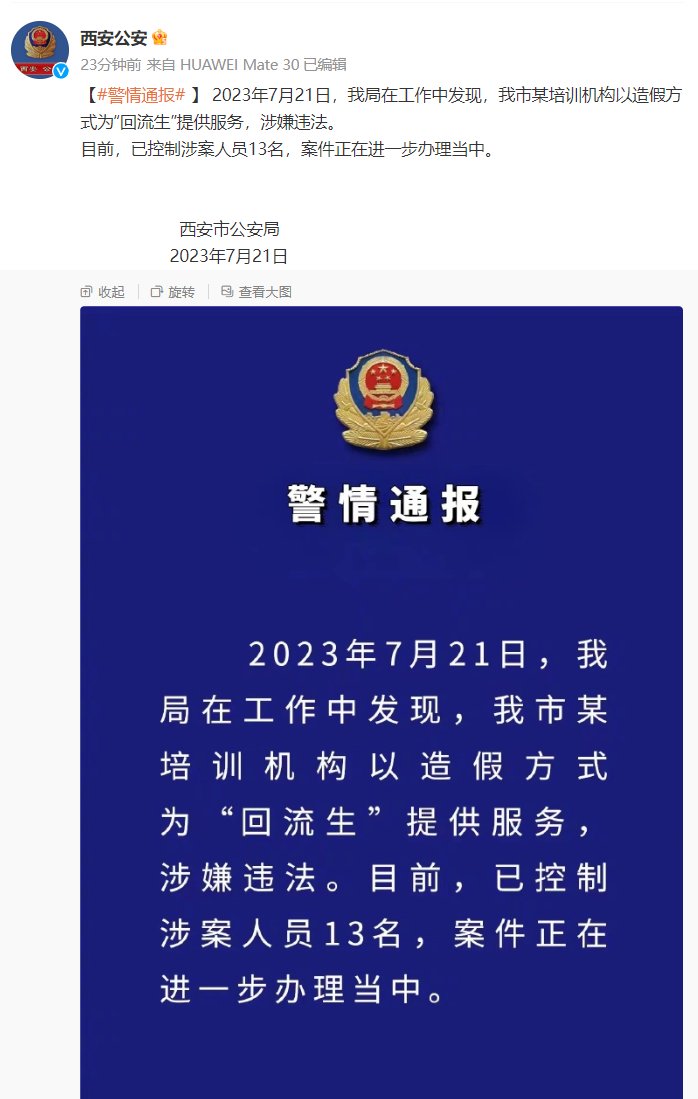 西安公安
23分钟前 来自 HUAWEI Mate 30 已编辑
【#警情通报# 】 2023年7月21日，我局在工作中发现，我市某培训机构以造假方
式为“回流生”提供服务，涉嫌违法。
目前，已控制涉案人员13名，案件正在进一步办理当中。
西安市公安局
2023年7月21日
收起 旋转 查看大图
警情通报
2023年7月21日，我
局在工作中发现，我市某
培训机构以造假方式
为“回流生”提供服务，
涉嫌违法。目前，已控制
涉案人员13名，案件正在
进一步办理当中。